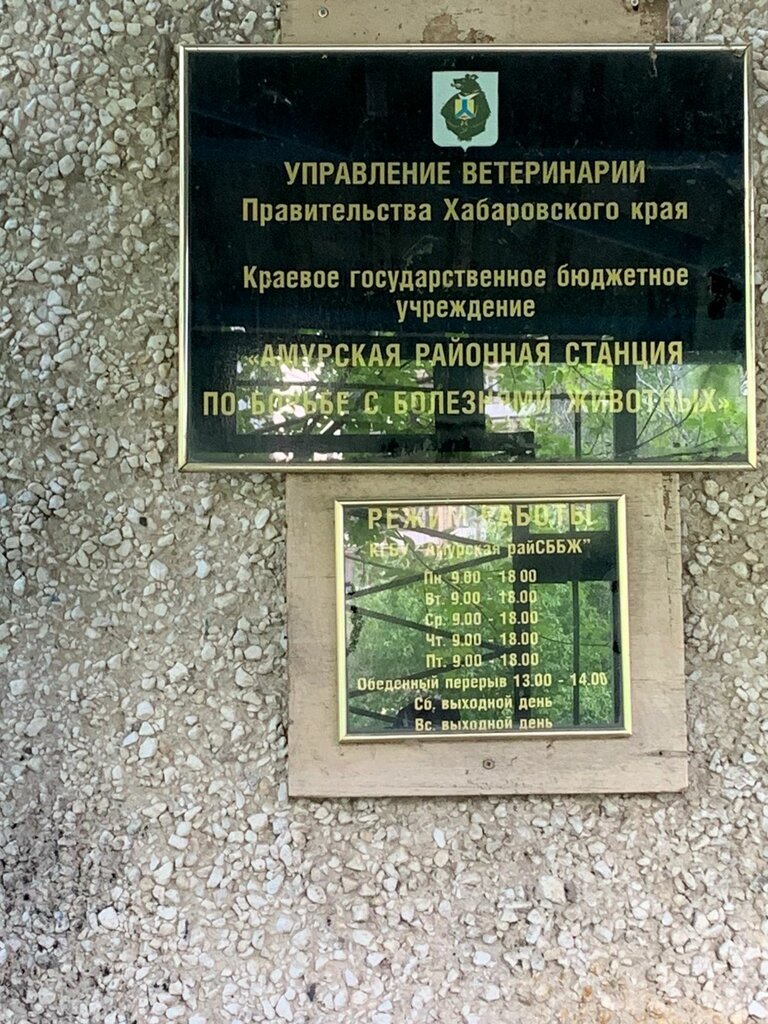 УПРАВЛЕНИЕ ВЕТЕРИНАРИИ
Правительства Хабаровского края
Краевое государственное бюджетное
учреждение
«АМУРСКАЯ РАЙОННАЯ СТАНЦИЯ
ПО БОРЬБЕ С БОЛЕЗНЯМИ ЖИВОТНЫХ»
РЕЖИМ РАБОТЫ
КГБУ "Амурская райСББЖ"
Пн. 9.00 - 18.00
Вт. 9.00 - 18.00
Ср. 9.00 - 18.00
Чт. 9.00 - 18.00
Пт. 9.00 - 18.00
Обеденный перерыв 13.00 - 14.00
Сб. выходной день
Вс. выходной день